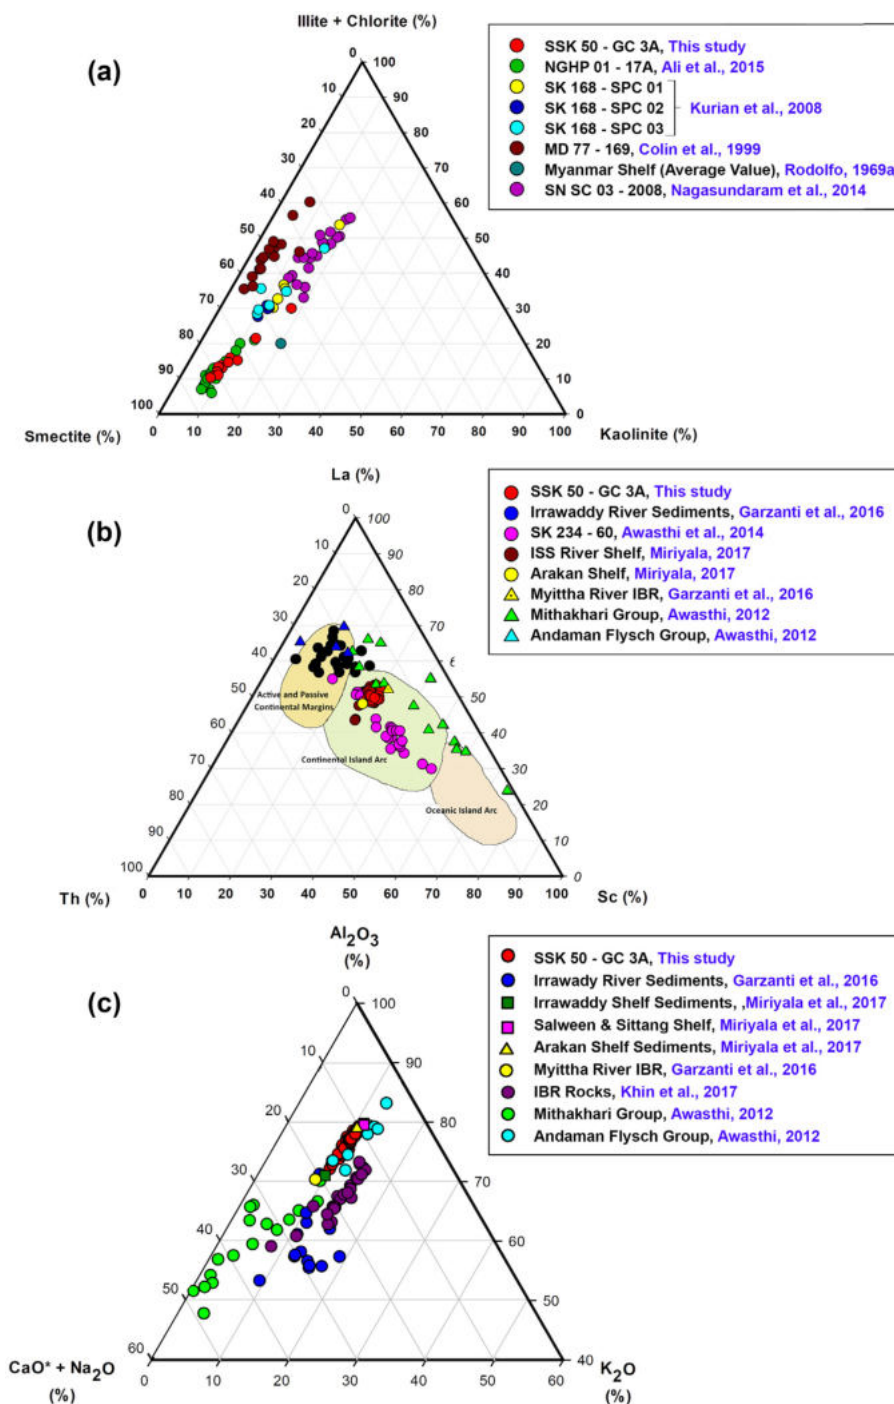 Illite + Chlorite (%)
(a)
SSK 50 - GC 3A, This study
NGHP 01 - 17A, Ali et al., 2015
SK 168 - SPC 01
SK 168 - SPC 02 Kurian et al., 2008
SK 168 - SPC 03
MD 77 - 169, Colin et al., 1999
Myanmar Shelf (Average Value), Rodolfo, 1969a
SN SC 03 - 2008, Nagasundaram et al., 2014
0 100
10 90
20 80
30
40 60
50 50
60 40
70 30
80 20
90 10
100 0
0 10 20 30 40 50 60 70 80 90 100
Smectite (%) Kaolinite (%)
La (%)
(b)
SSK 50 - GC 3A, This study
Irrawaddy River Sediments, Garzanti et al., 2016
SK 234 - 60, Awasthi et al., 2014
ISS River Shelf, Miriyala, 2017
Arakan Shelf, Miriyala, 2017
Myittha River IBR, Garzanti et al., 2016
Mithakhari Group, Awasthi, 2012
Andaman Flysch Group, Awasthi, 2012
0 100
10 90
20 80
30 70
40 6
50 50
60 40
70 30
80 20
90 10
100 0
Active and Passive
Continental Margins
Continental Island Arc
Oceanic Island Arc
0 10 20 30 40 50 60 70 80 90 100
Th (%) Sc (%)
Al2O3
(%)
(c)
SSK 50 - GC 3A, This study
Irrawady River Sediments, Garzanti et al., 2016
Irrawaddy Shelf Sediments, ,Miriyala et al., 2017
Salween & Sittang Shelf, Miriyala et al., 2017
Arakan Shelf Sediments, Miriyala et al., 2017
Myittha River IBR, Garzanti et al., 2016
IBR Rocks, Khin et al., 2017
Mithakhari Group, Awasthi, 2012
Andaman Flysch Group, Awasthi, 2012
0 100
10 90
20 80
30 70
40 60
50 50
60 40
0 10 20 30 40 50 60
CaO* + Na2O K2O
(%) (%)